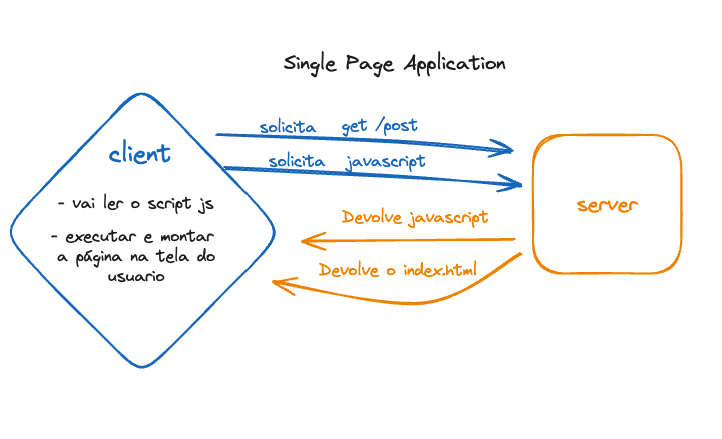 Single Page Application
solicita get /post
client
solicita javascript
- vai ler o script js
- executar e montar
a página na tela do
usuario
server
Devolve javascript
Devolve o index.html